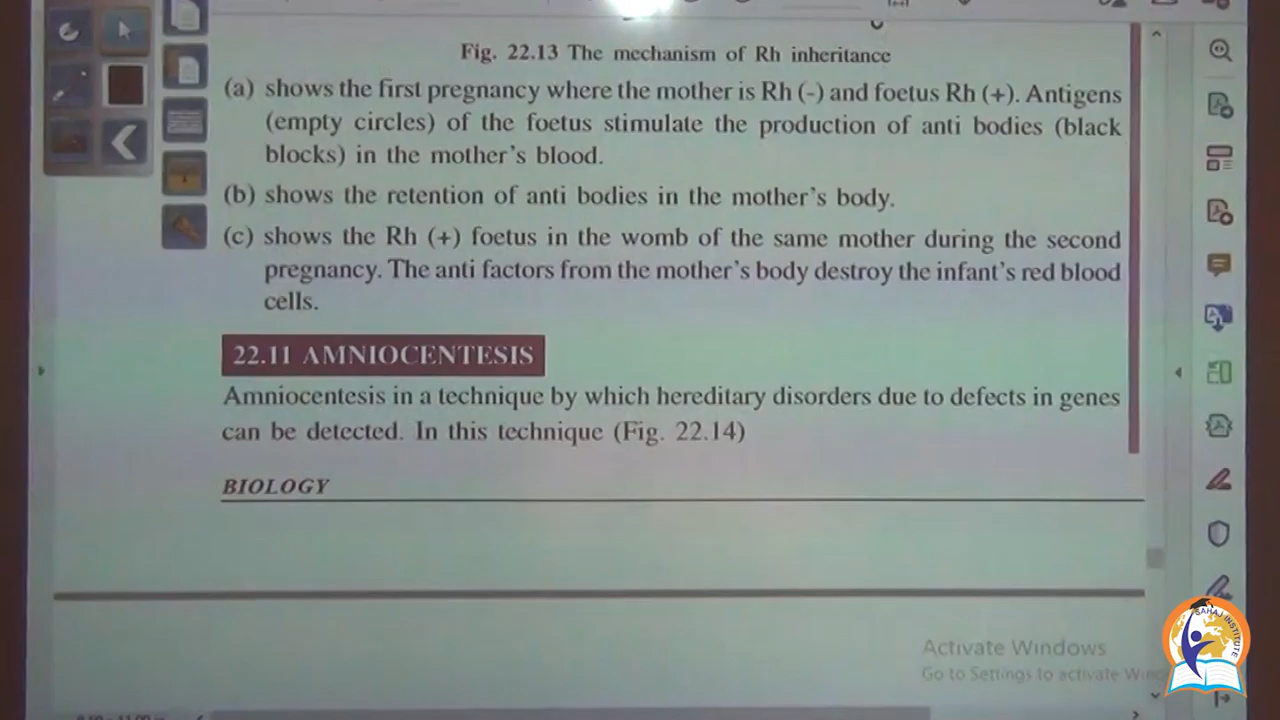 Fig. 22.13 The mechanism of Rh inheritance
(a) shows the first pregnancy where the mother is Rh (-) and foetus Rh (+). Antigens
(empty circles) of the foetus stimulate the production of anti bodies (black
blocks) in the mother's blood.
(b) shows the retention of anti bodies in the mother's body.
(c) shows the Rh (+) foetus in the womb of the same mother during the second
pregnancy. The anti factors from the mother's body destroy the infant's red blood
cells.
22.11 AMNIOCENTESIS
Amniocentesis in a technique by which hereditary disorders due to defects in genes
can be detected. In this technique (Fig. 22.14)
BIOLOGY
Activate Windows
Go to Settings to activate
SAHAJ INSTITUTE